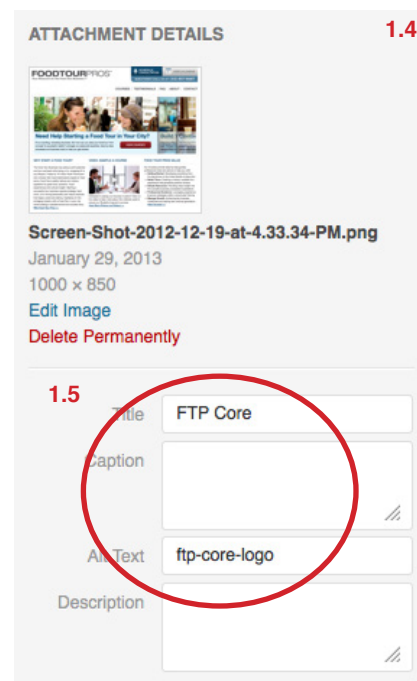 ATTACHMENT DETAILS
1.4
FOODTOURPROS
Need Help Starting a Food Tour in Your City?
Screen-Shot-2012-12-19-at-4.33.34-PM.png
January 29, 2013
1000 × 850
Edit Image
Delete Permanently
1.5
Title
FTP Core
Caption
Alt Text
ftp-core-logo
Description